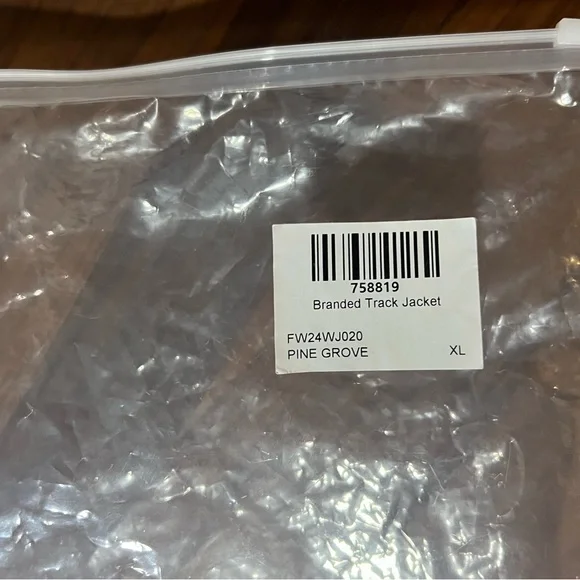 758819
Branded Track Jacket
FW24WJ020
PINE GROVE XL